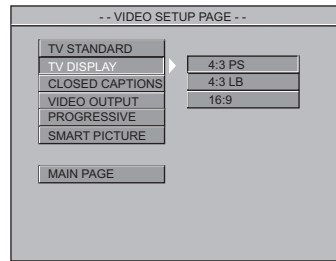 - - VIDEO SETUP PAGE - -
TV STANDARD
TV DISPLAY
4:3 PS
CLOSED CAPTIONS
4:3 LB
VIDEO OUTPUT
16:9
PROGRESSIVE
SMART PICTURE
MAIN PAGE